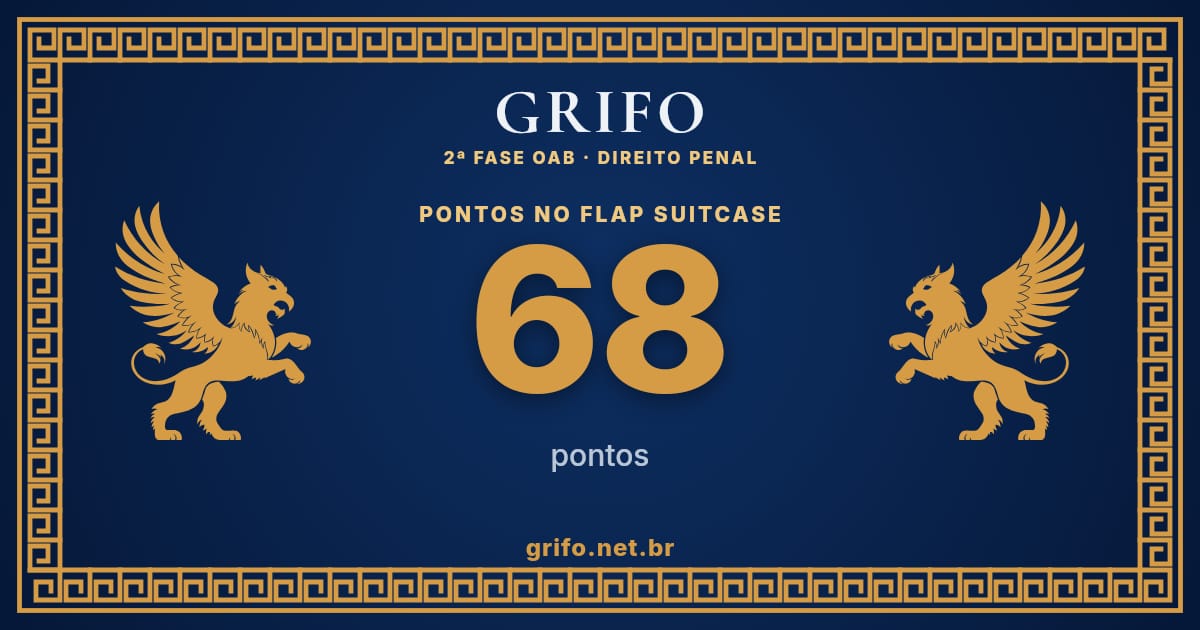 GRIFO
2ª FASE OAB · DIREITO PENAL
PONTOS NO FLAP SUITCASE
68
pontos
grifo.net.br